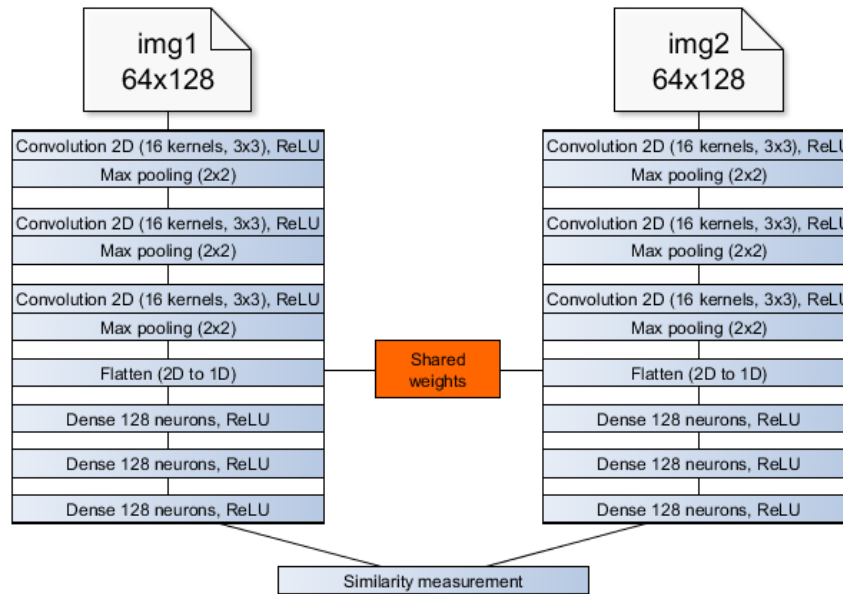 img1
64x128
Convolution 2D (16 kernels, 3x3), ReLU
Max pooling (2x2)
Convolution 2D (16 kernels, 3x3), ReLU
Max pooling (2x2)
Convolution 2D (16 kernels, 3x3), ReLU
Max pooling (2x2)
Flatten (2D to 1D)
Dense 128 neurons, ReLU
Dense 128 neurons, ReLU
Dense 128 neurons, ReLU
Shared
weights
img2
64x128
Convolution 2D (16 kernels, 3x3), ReLU
Max pooling (2x2)
Convolution 2D (16 kernels, 3x3), ReLU
Max pooling (2x2)
Convolution 2D (16 kernels, 3x3), ReLU
Max pooling (2x2)
Flatten (2D to 1D)
Dense 128 neurons, ReLU
Dense 128 neurons, ReLU
Dense 128 neurons, ReLU
Similarity measurement